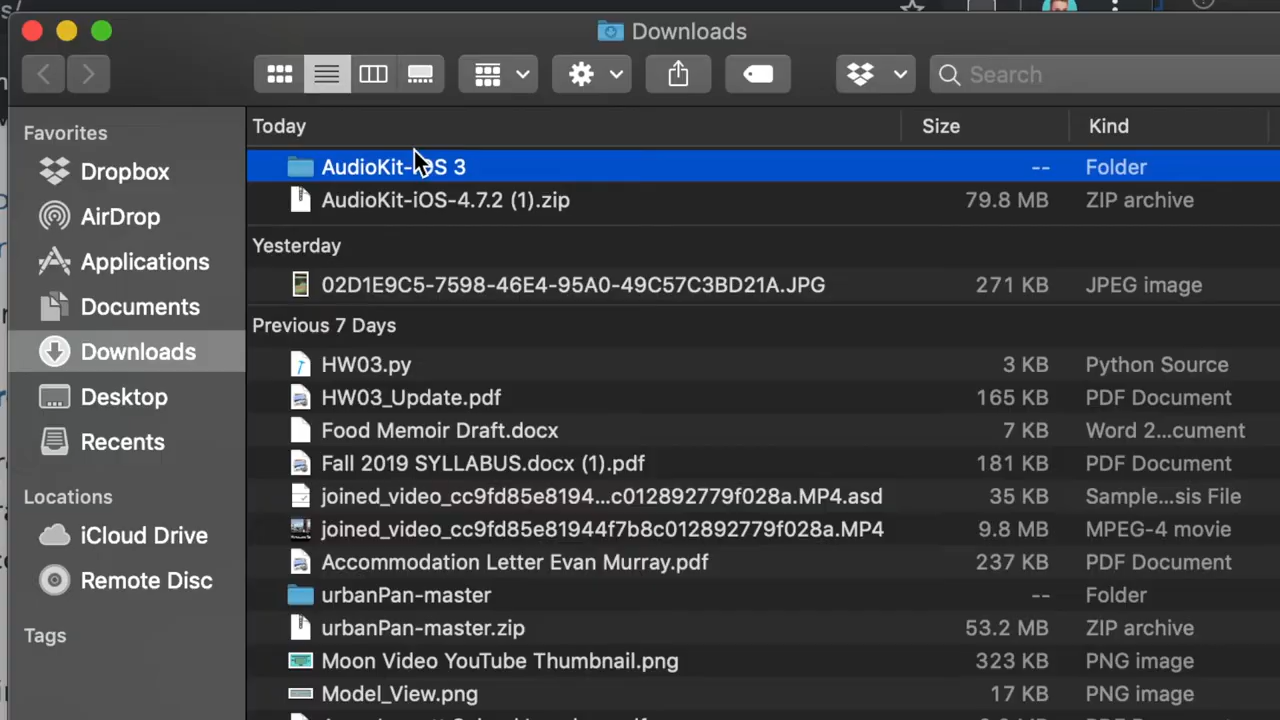 Downloads
Search
Favorites
Dropbox
AirDrop
Applications
Documents
Downloads
Desktop
Recents
Locations
iCloud Drive
Remote Disc
Tags
Today Size Kind
AudioKit-iOS 3 -- Folder
AudioKit-iOS-4.7.2 (1).zip 79.8 MB ZIP archive
Yesterday
02D1E9C5-7598-46E4-95A0-49C57C3BD21A.JPG 271 KB JPEG image
Previous 7 Days
HW03.py 3 KB Python Source
HW03_Update.pdf 165 KB PDF Document
Food Memoir Draft.docx 7 KB Word 2...cument
Fall 2019 SYLLABUS.docx (1).pdf 181 KB PDF Document
joined_video_cc9fd85e8194...c012892779f028a.MP4.asd 35 KB Sample...sis File
joined_video_cc9fd85e81944f7b8c012892779f028a.MP4 9.8 MB MPEG-4 movie
Accommodation Letter Evan Murray.pdf 237 KB PDF Document
urbanPan-master -- Folder
urbanPan-master.zip 53.2 MB ZIP archive
Moon Video YouTube Thumbnail.png 323 KB PNG image
Model_View.png 17 KB PNG image